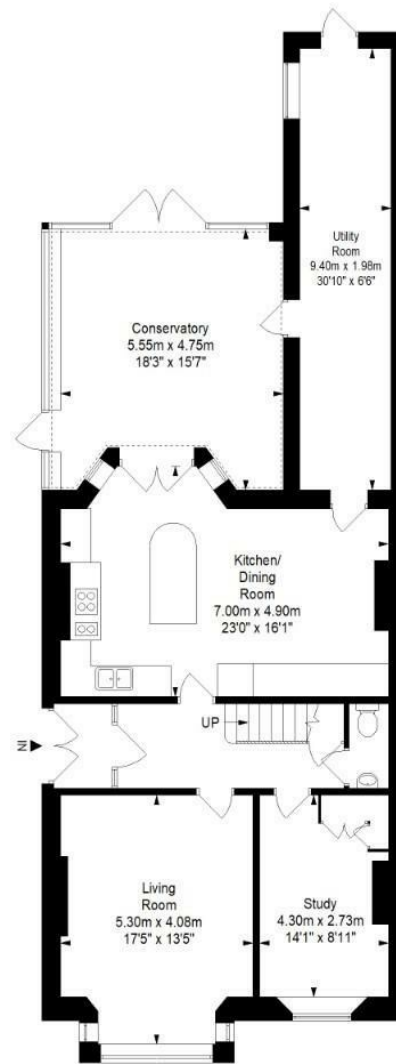 Utility
Room
9.40m x 1.98m
30'10" x 6'6"
Conservatory
5.55m x 4.75m
18'3" x 15'7"
Kitchen/
Dining
Room
7.00m x 4.90m
23'0" x 16'1"
UP
IN
Living
Room
5.30m x 4.08m
17'5" x 13'5"
Study
4.30m x 2.73m
14'1" x 8'11"